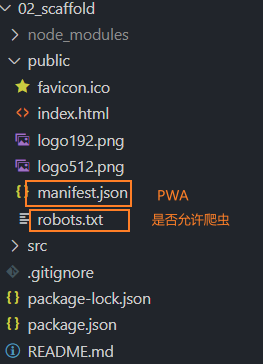 02_scaffold
node_modules
public
favicon.ico
index.html
logo192.png
logo512.png
manifest.json PWA
robots.txt 是否允许爬虫
src
.gitignore
package-lock.json
package.json
README.md